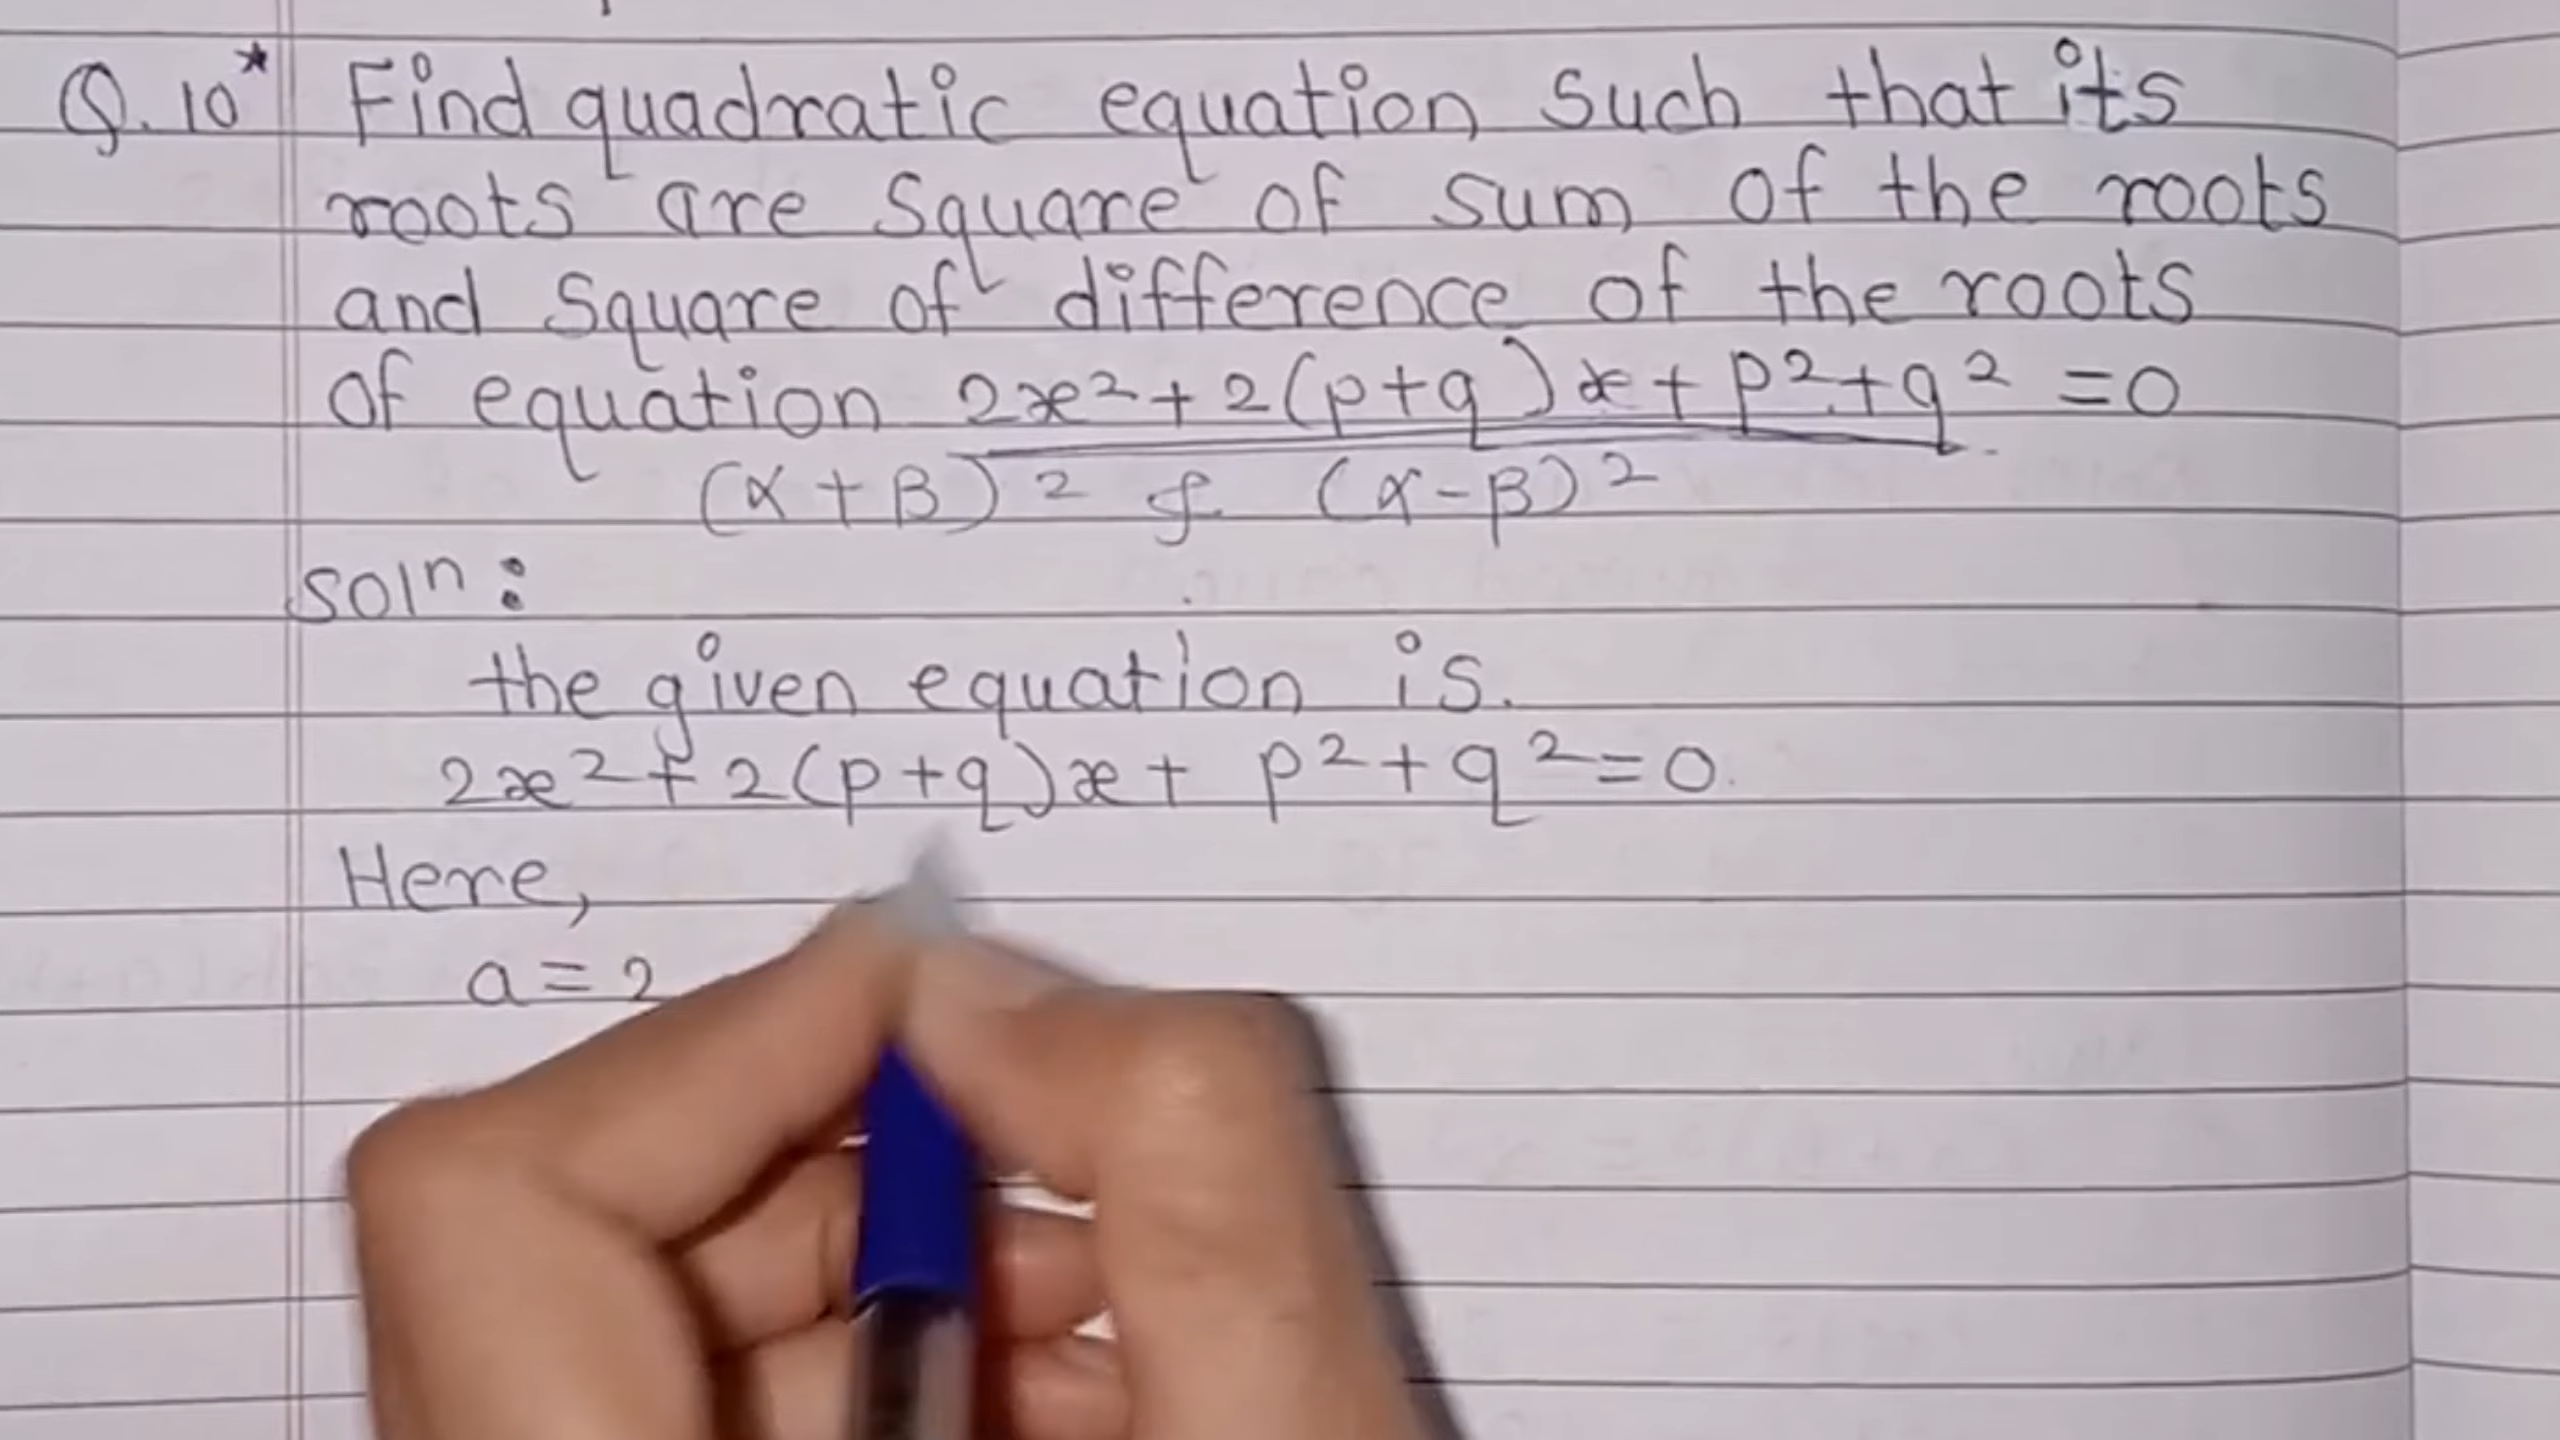 Q.10* Find quadratic equation such that its
roots are square of sum of the roots
and square of difference of the roots
of equation 2x²+2(p+q)x+p²+q²=0
(α+β)² & (α-β)²
Soln:
the given equation is.
2x²+2(p+q)x+ p²+q²=0.
Here,
a=2